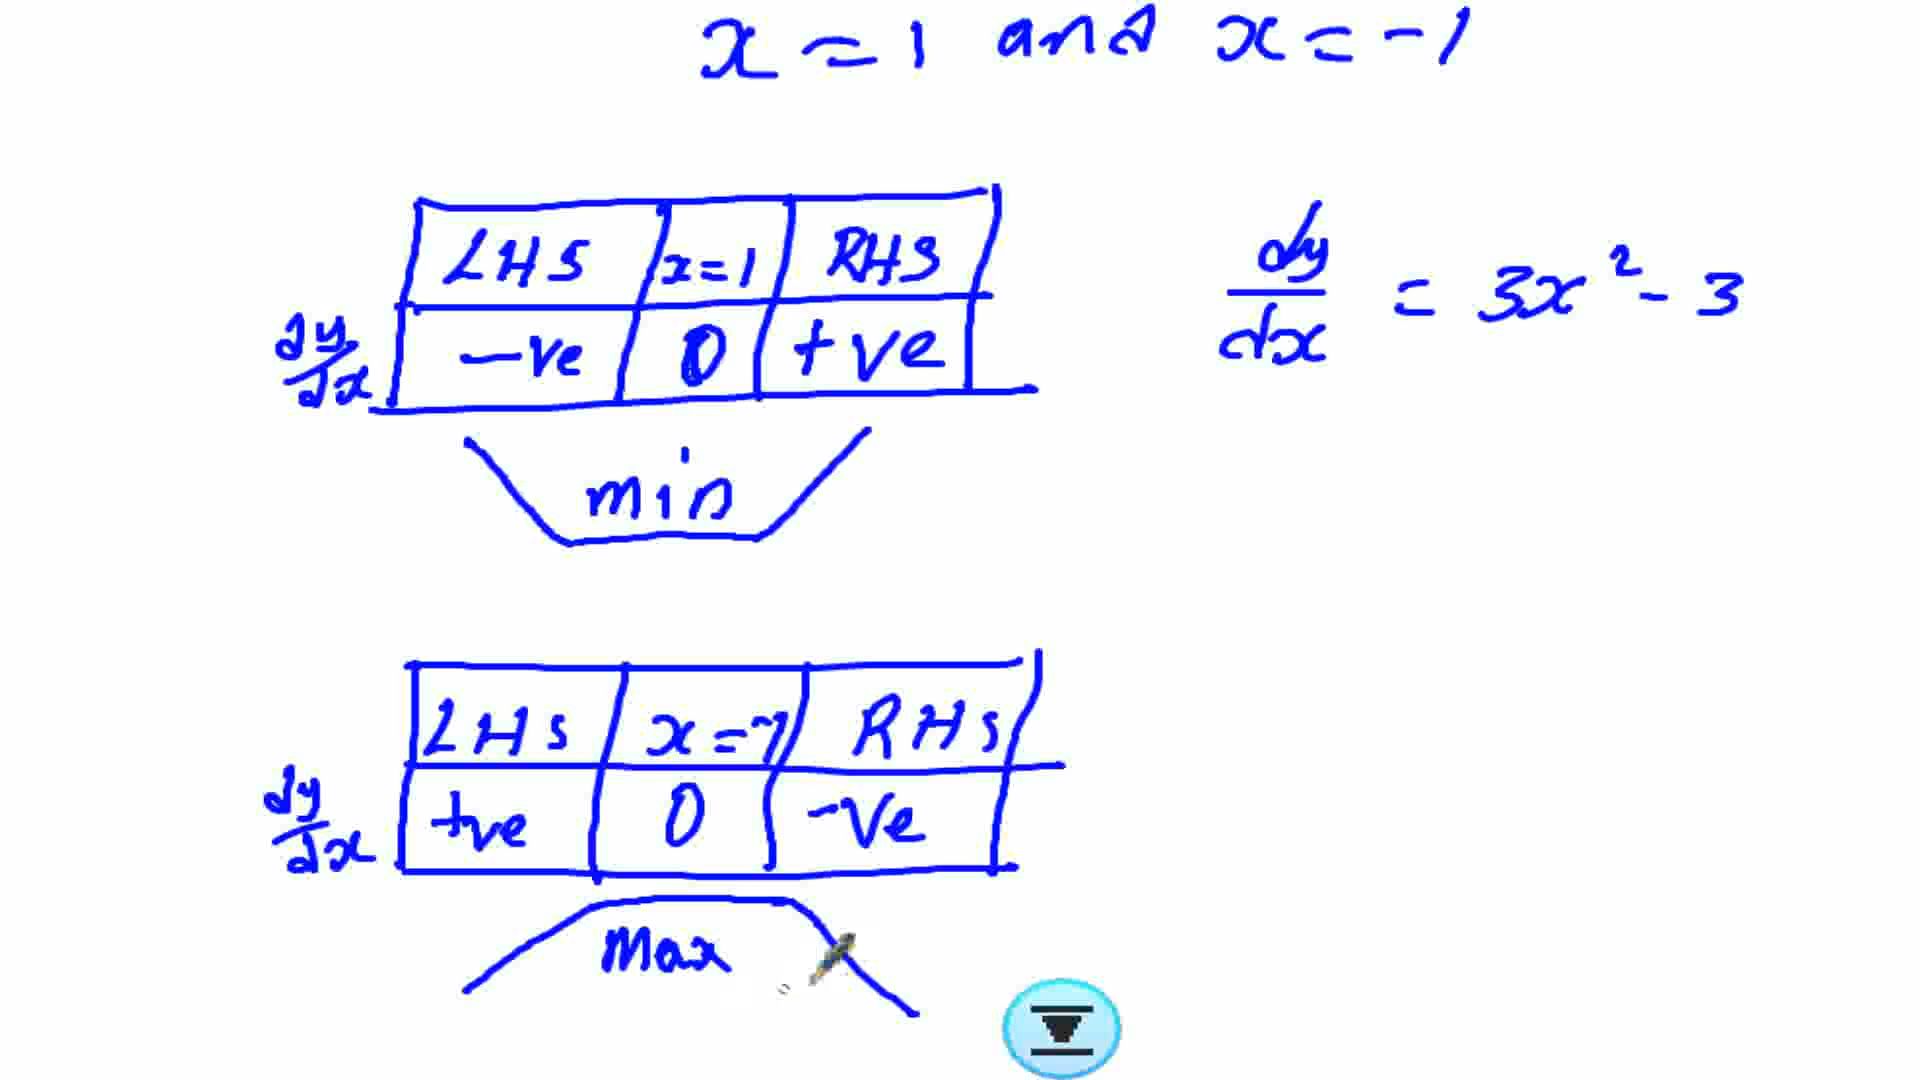 x = 1 and x = -1
LHS x=1 RHS
dy/dx -ve 0 +ve
dy/dx = 3x² - 3
min
LHS x=-1 RHS
dy/dx +ve 0 -ve
Max